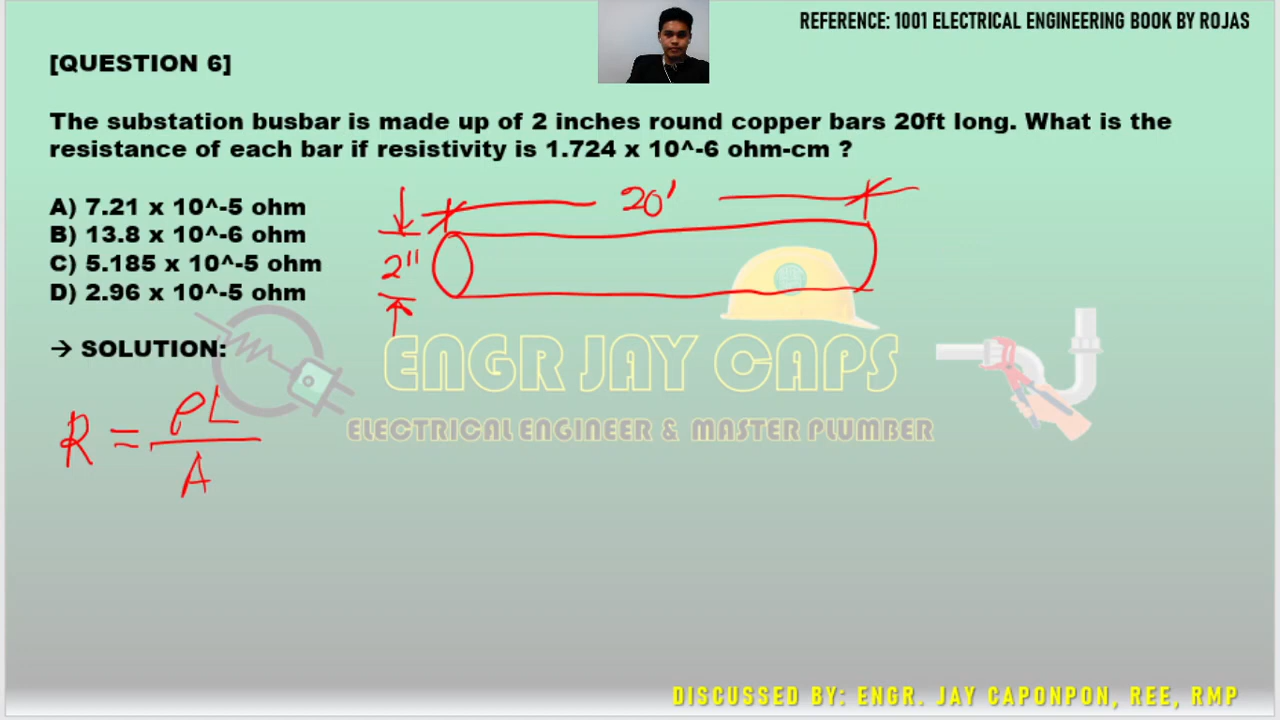 REFERENCE: 1001 ELECTRICAL ENGINEERING BOOK BY ROJAS
[QUESTION 6]
The substation busbar is made up of 2 inches round copper bars 20ft long. What is the
resistance of each bar if resistivity is 1.724 x 10^-6 ohm-cm ?
A) 7.21 x 10^-5 ohm
B) 13.8 x 10^-6 ohm
C) 5.185 x 10^-5 ohm
D) 2.96 x 10^-5 ohm
20'
2"
→ SOLUTION:
R = ρL
A
ENGR JAY CAPS
ELECTRICAL ENGINEER & MASTER PLUMBER
DISCUSSED BY: ENGR. JAY CAPONPON, REE, RMP